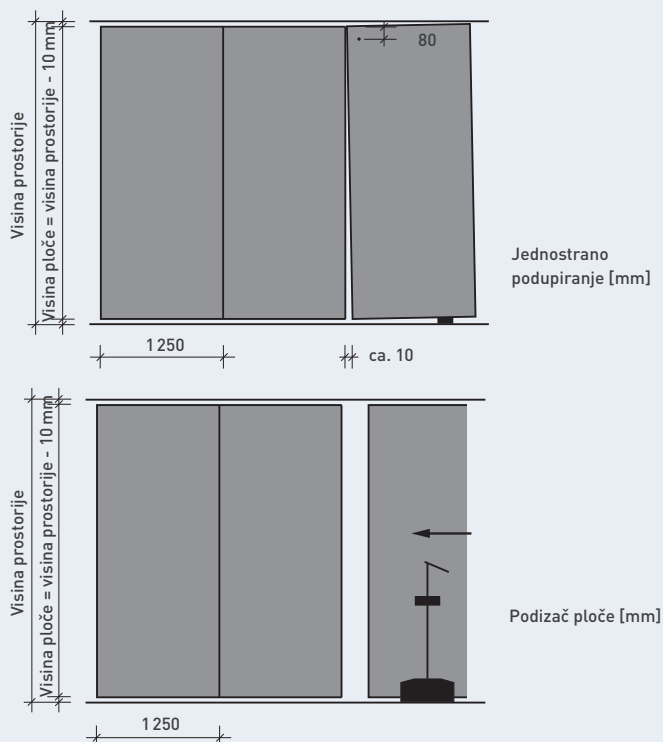 Visina prostorije
Visina ploče = visina prostorije - 10 mm
80
Jednostrano
podupiranje [mm]
1 250
ca. 10
Visina prostorije
Visina ploče = visina prostorije - 10 mm
Podizač ploče [mm]
1 250